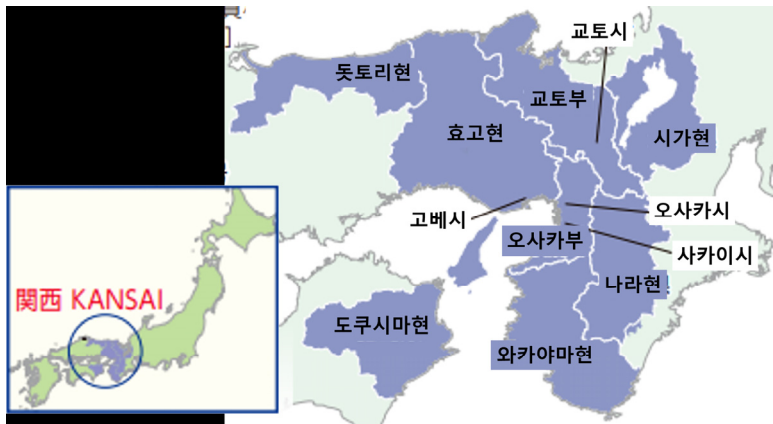 교토시
돗토리현
교토부
효고현
시가현
고베시
오사카시
오사카부
사카이시
関西 KANSAI
나라현
도쿠시마현
와카야마현